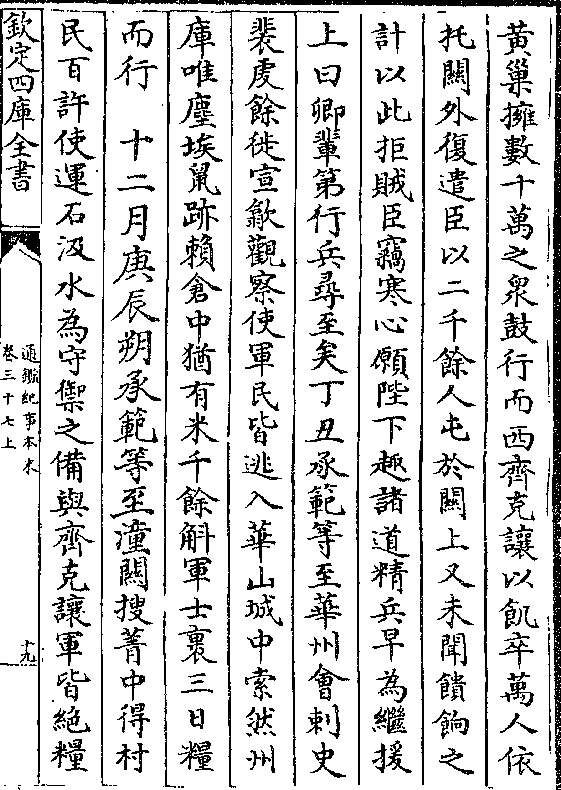 黃巢擁數十萬之衆鼓行而西齊克讓以飢卒萬人依
托關外復遣臣以二千餘人屯於關上又未聞饋餉之
計以此拒賊臣竊寒心願陛下趣諸道精兵早為繼援
上曰卿輩第行兵尋至矣丁丑承範等至華州會刺史
裴䖍餘徙宣歙觀察使軍民皆逃入華山城中索然州
庫唯塵埃鼠跡賴倉中猶有米千餘斛軍士裹三日糧
而行　十二月庚辰朔承範等至潼關搜菁中得村
民百許使運石汲水為守禦之備與齊克讓軍皆絶糧
欽定四庫全書
通鑑紀事本末
卷三十七上
十九